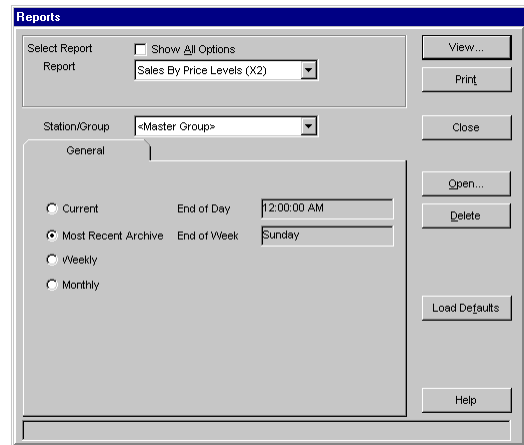 Reports
Select Report
Show All Options
Report
Sales By Price Levels (X2)
Station/Group
<Master Group>
General
Current
End of Day
12:00:00 AM
Most Recent Archive
End of Week
Sunday
Weekly
Monthly
View...
Print
Close
Open...
Delete
Load Defaults
Help